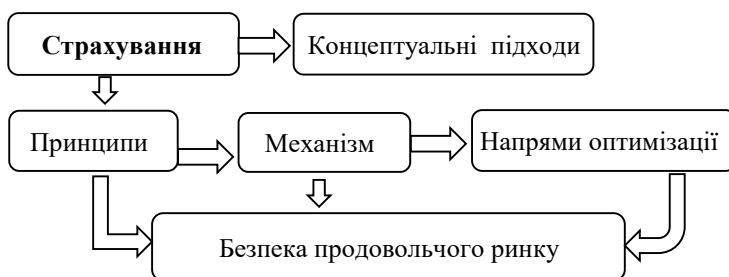 Страхування
Концептуальні підходи
Принципи
Механізм
Напрями оптимізації
Безпека продовольчого ринку